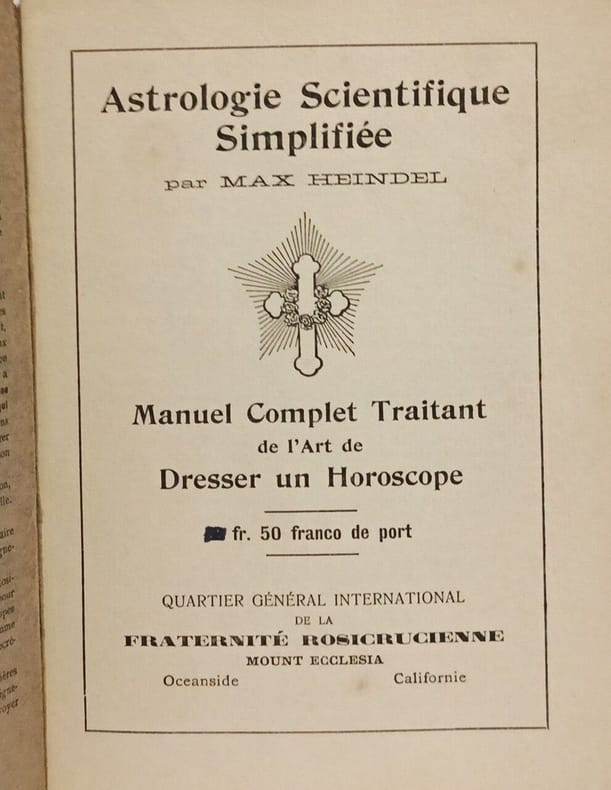 Astrologie Scientifique
Simplifiée
par MAX HEINDEL
Manuel Complet Traitant
de l'Art de
Dresser un Horoscope
fr. 50 franco de port
QUARTIER GÉNÉRAL INTERNATIONAL
DE LA
FRATERNITÉ ROSICRUCIENNE
MOUNT ECCLESIA
Oceanside Californie